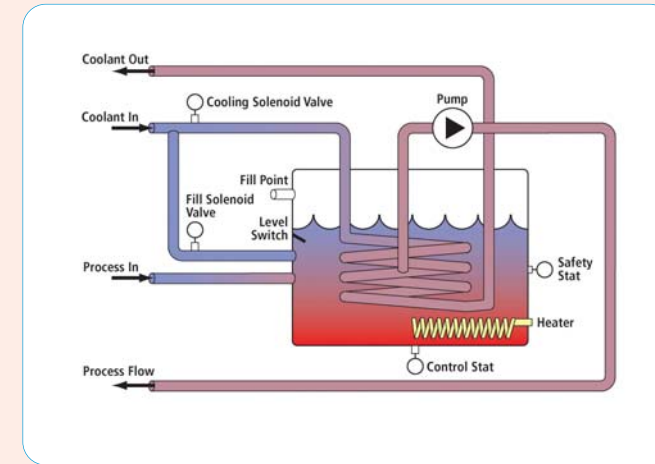 Coolant Out
Cooling Solenoid Valve
Pump
Coolant In
Fill Point
Fill Solenoid
Valve
Level
Switch
Process In
Safety
Stat
Heater
Control Stat
Process Flow